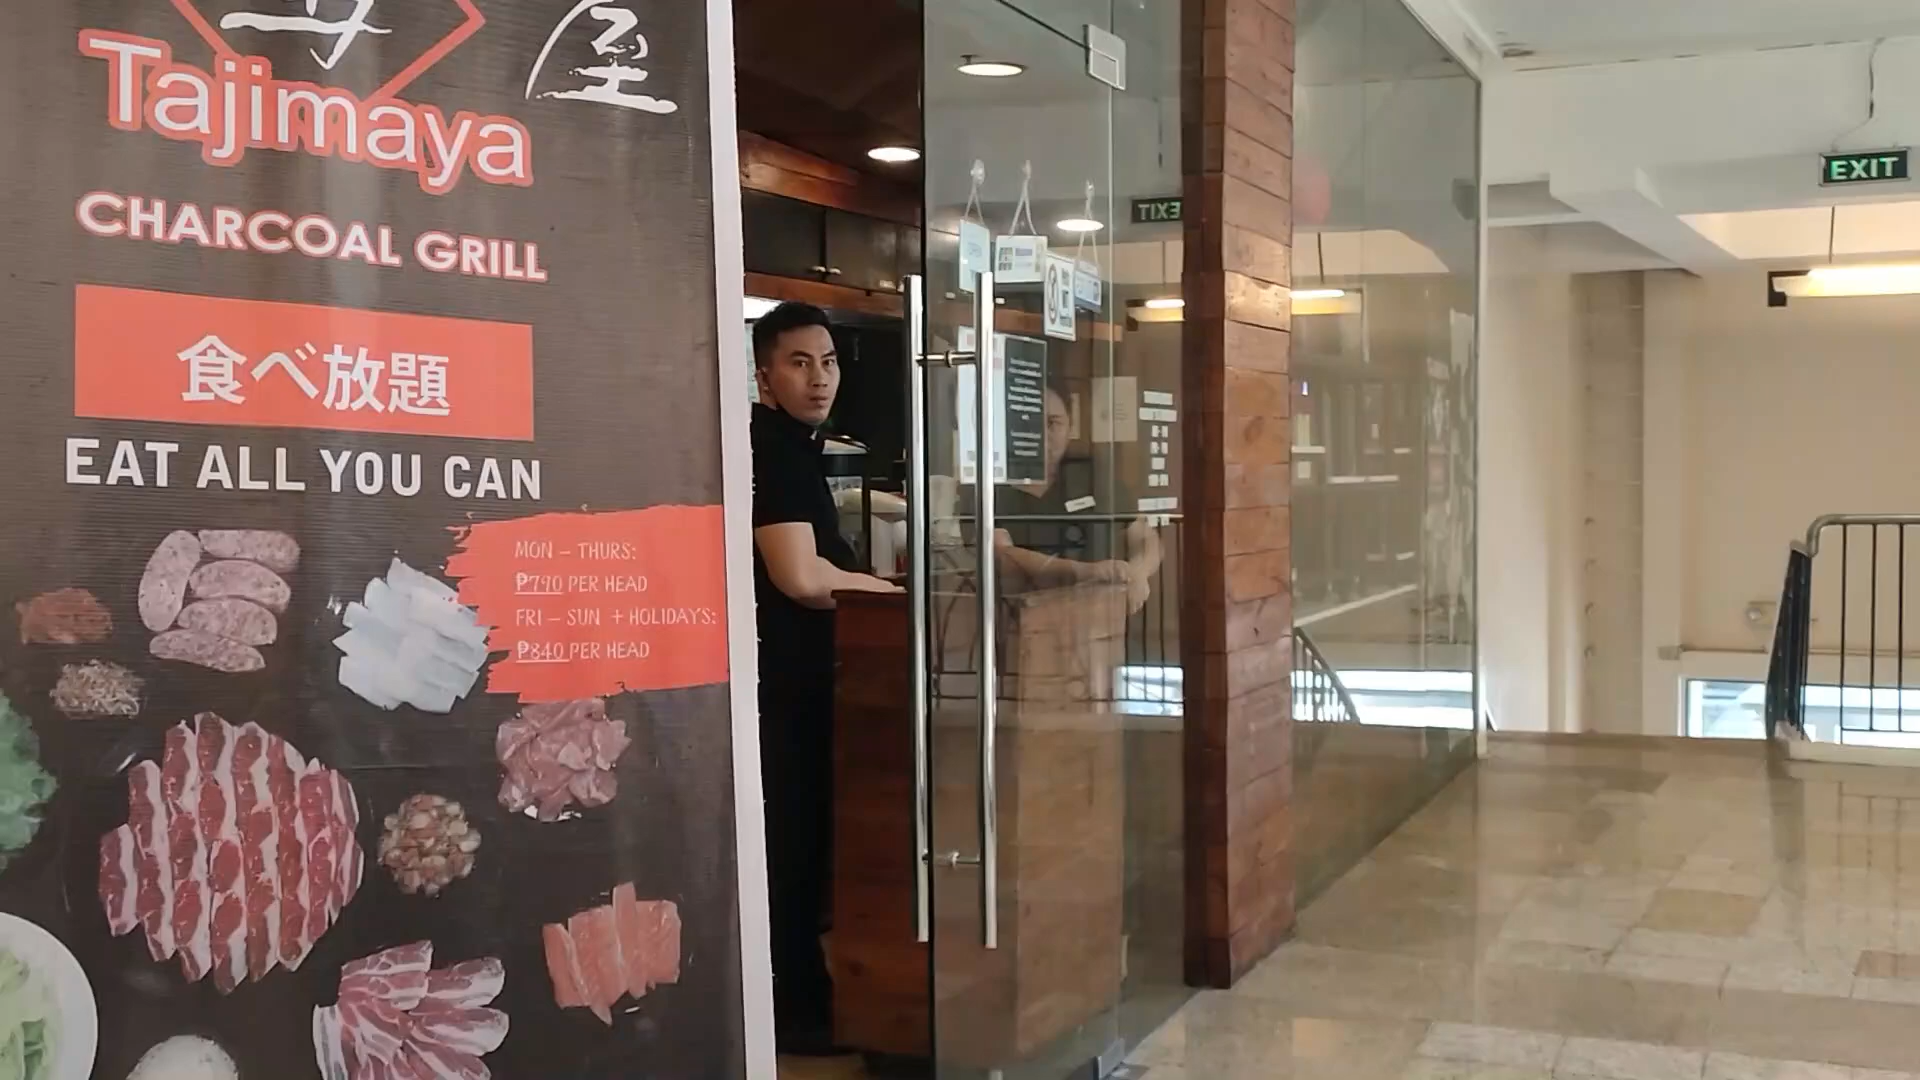 屋
Tajimaya
CHARCOAL GRILL
食べ放題
EAT ALL YOU CAN
MON – THURS:
₱790 PER HEAD
FRI – SUN + HOLIDAYS:
₱840 PER HEAD
EXIT
EXIT